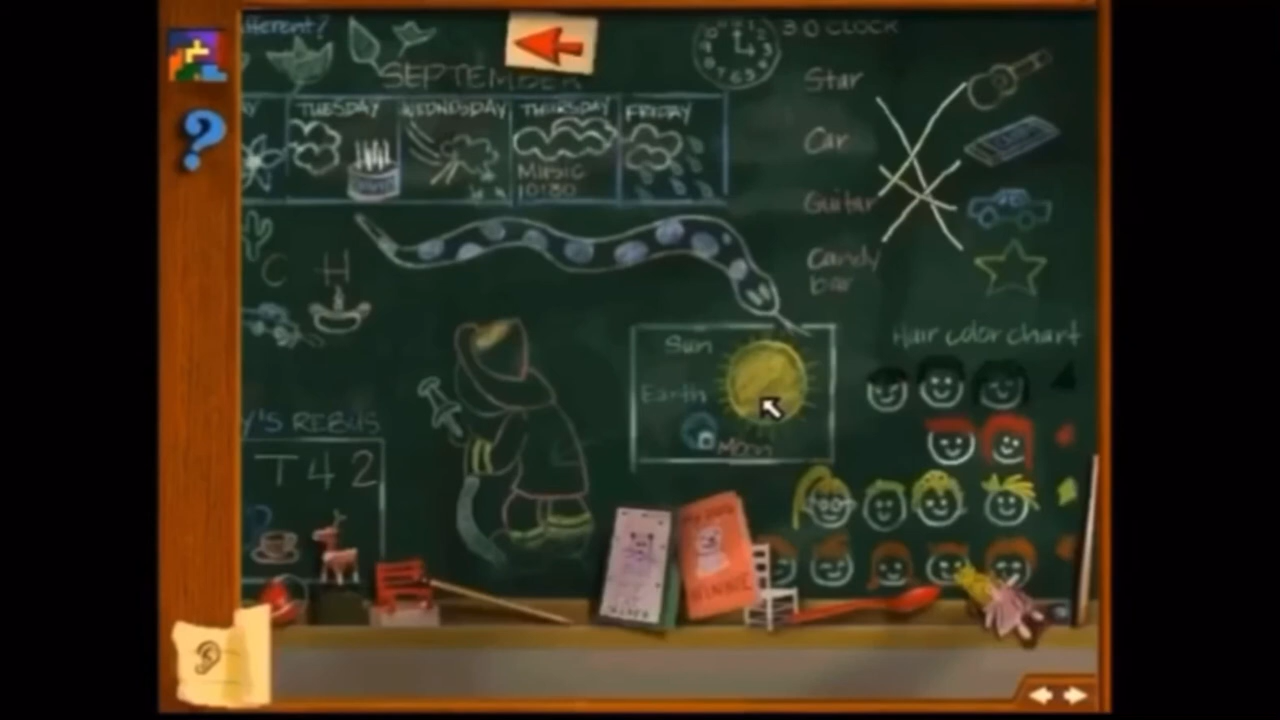 fferent?
3 O CLOCK
SEPTEMBER
Star
TUESDAY WEDNESDAY THURSDAY FRIDAY
Car
MUSIC
10:30
Guitar
Candy
bar
C H
Sun
Hair color chart
Earth
Moon
Y'S REBUS
T 4 2